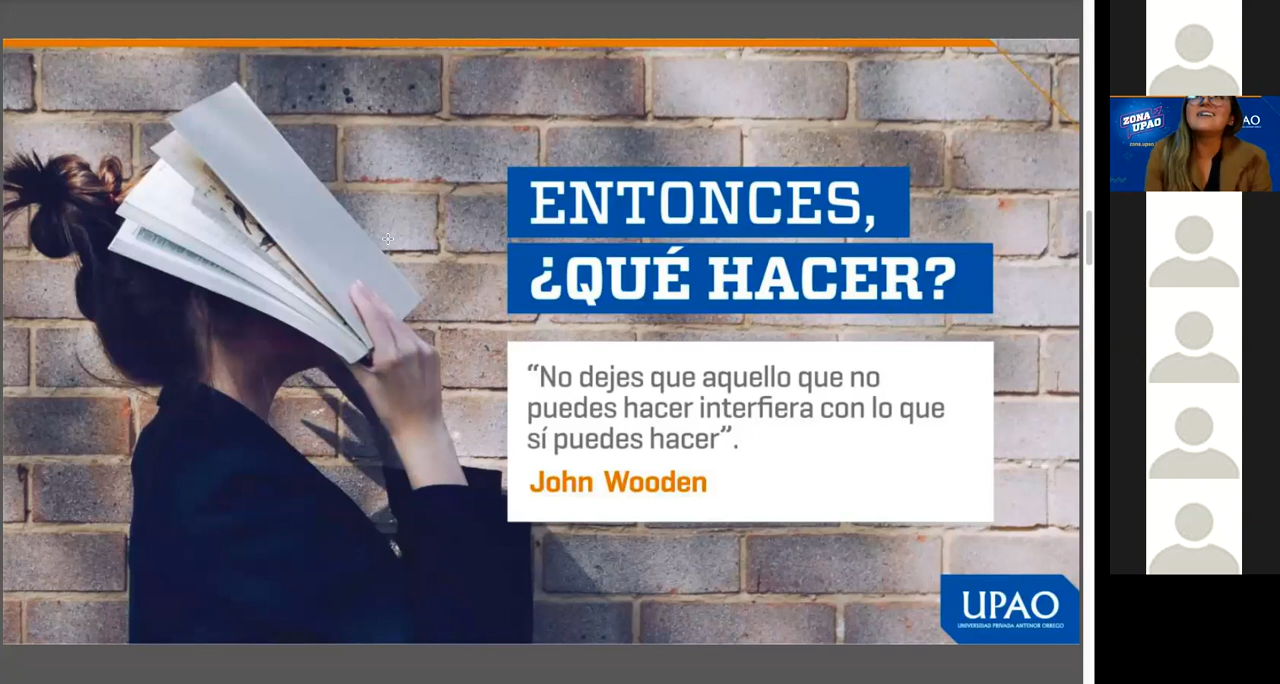 ENTONCES,
¿QUÉ HACER?
“No dejes que aquello que no
puedes hacer interfiera con lo que
sí puedes hacer”.
John Wooden
UPAO
UNIVERSIDAD PRIVADA ANTENOR ORREGO
ZONA
UPAO
AO